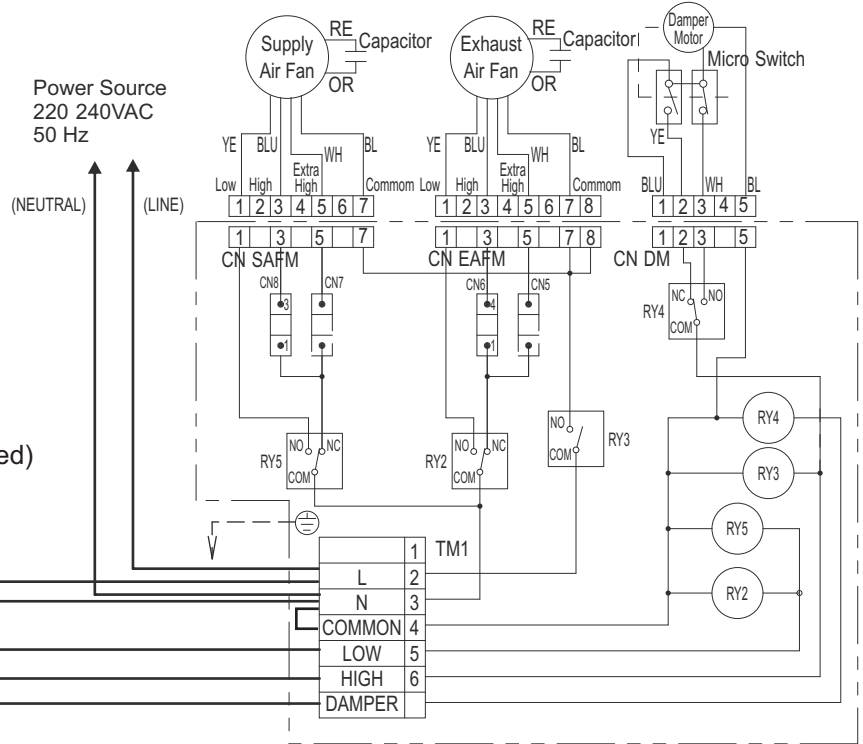 Power Source
220 240VAC
50 Hz
(NEUTRAL)
(LINE)
ed)
Supply
Air Fan
RE
OR
Capacitor
YE
BLU
WH
BL
Low
High
Extra
High
Commom
1 2 3 4 5 6 7
1 3 5 7
CN SAFM
CN8
CN7
3
1
NO
NC
COM
RY5
Exhaust
Air Fan
RE
OR
Capacitor
YE
BLU
WH
BL
Low
High
Extra
High
Commom
1 2 3 4 5 6 7 8
1 3 5 7 8
CN EAFM
CN6
CN5
4
1
NO
NC
COM
RY2
NO
COM
RY3
Damper
Motor
Micro Switch
YE
BLU
WH
BL
1 2 3 4 5
1 2 3 5
CN DM
NC
NO
COM
RY4
RY4
RY3
RY5
RY2
TM1
1
L 2
N 3
COMMON 4
LOW 5
HIGH 6
DAMPER